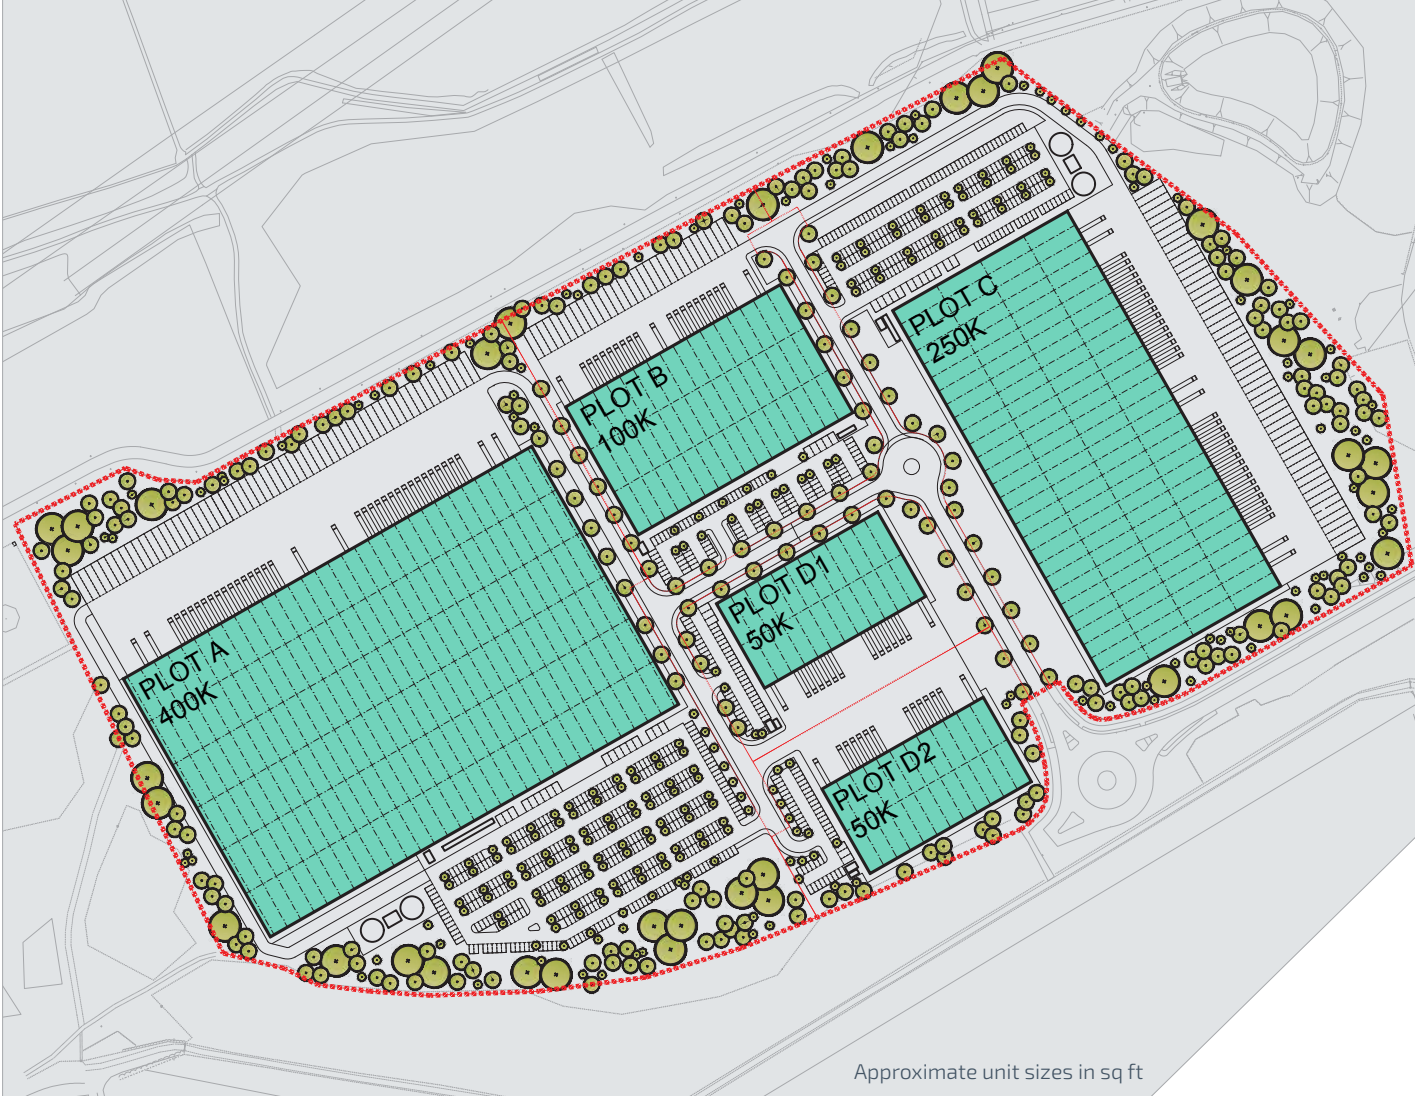 PLOT A
400K
PLOT B
100K
PLOT C
250K
PLOT D1
50K
PLOT D2
50K
Approximate unit sizes in sq ft